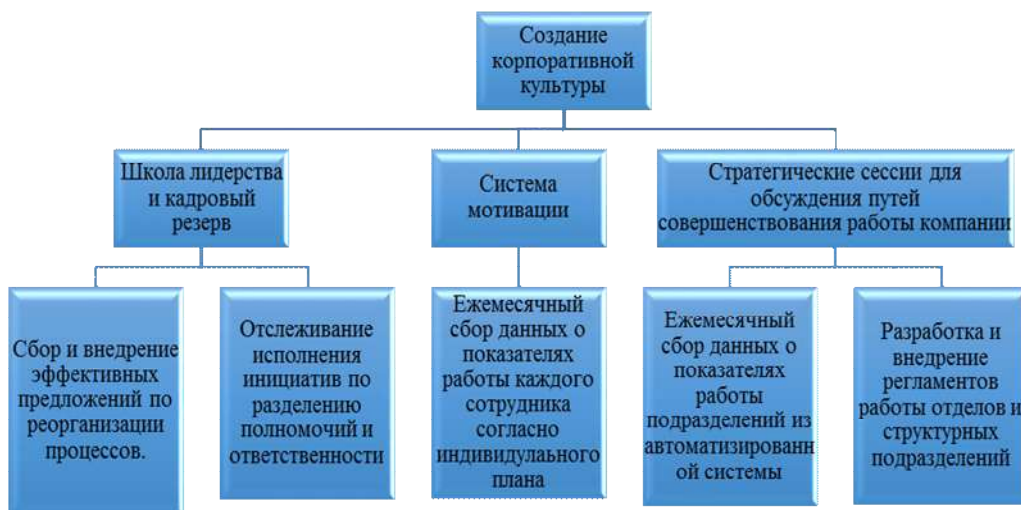 Создание
корпоративной
культуры
Школа лидерства
и кадровый
резерв
Система
мотивации
Стратегические сессии для
обсуждения путей
совершенствования работы компании
Сбор и внедрение
эффективных
предложений по
реорганизации
процессов.
Отслеживание
исполнения
инициатив по
разделению
полномочий и
ответственности
Ежемесячный
сбор данных о
показателях
работы каждого
сотрудника
согласно
индивидулаьного
плана
Ежемесячный
сбор данных о
показателях
работы
подразделений из
автоматизированн
ой системы
Разработка и
внедрение
регламентов
работы отделов и
структурных
подразделений